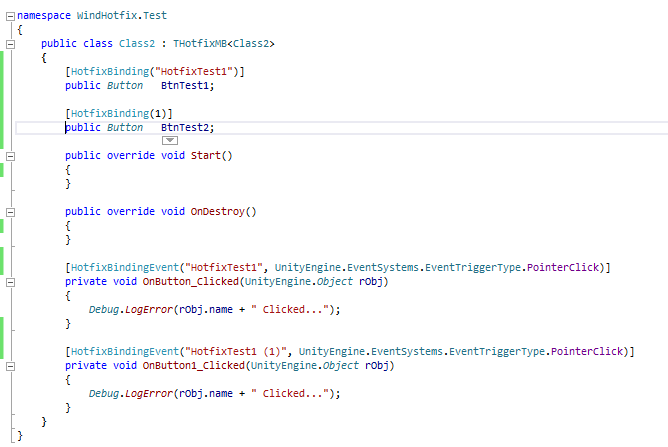 namespace WindHotfix.Test
{
    public class Class2 : THotfixMB<Class2>
    {
        [HotfixBinding("HotfixTest1")]
        public Button   BtnTest1;

        [HotfixBinding(1)]
        public Button   BtnTest2;

        public override void Start()
        {
        }

        public override void OnDestroy()
        {
        }

        [HotfixBindingEvent("HotfixTest1", UnityEngine.EventSystems.EventTriggerType.PointerClick)]
        private void OnButton_Clicked(UnityEngine.Object rObj)
        {
            Debug.LogError(rObj.name + " Clicked...");
        }

        [HotfixBindingEvent("HotfixTest1 (1)", UnityEngine.EventSystems.EventTriggerType.PointerClick)]
        private void OnButton1_Clicked(UnityEngine.Object rObj)
        {
            Debug.LogError(rObj.name + " Clicked...");
        }
    }
}